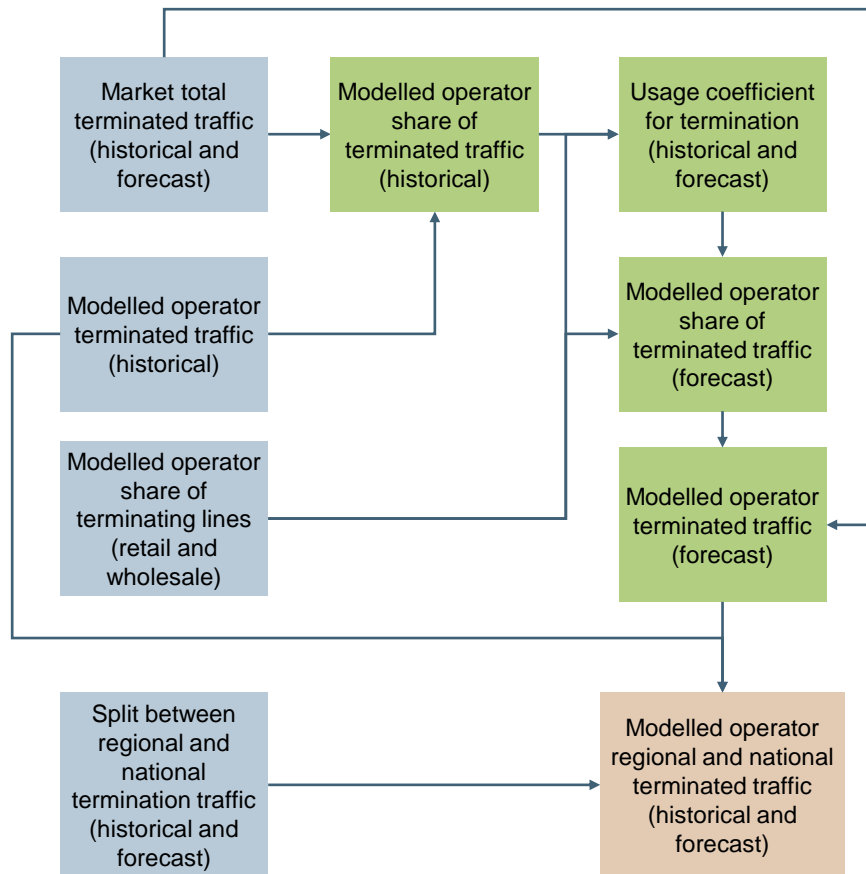 Market total
terminated traffic
(historical and
forecast)
Modelled operator
share of
terminated traffic
(historical)
Usage coefficient
for termination
(historical and
forecast)
Modelled operator
terminated traffic
(historical)
Modelled operator
share of
terminated traffic
(forecast)
Modelled operator
share of
terminating lines
(retail and
wholesale)
Modelled operator
terminated traffic
(forecast)
Split between
regional and
national
termination traffic
(historical and
forecast)
Modelled operator
regional and national
terminated traffic
(historical and
forecast)